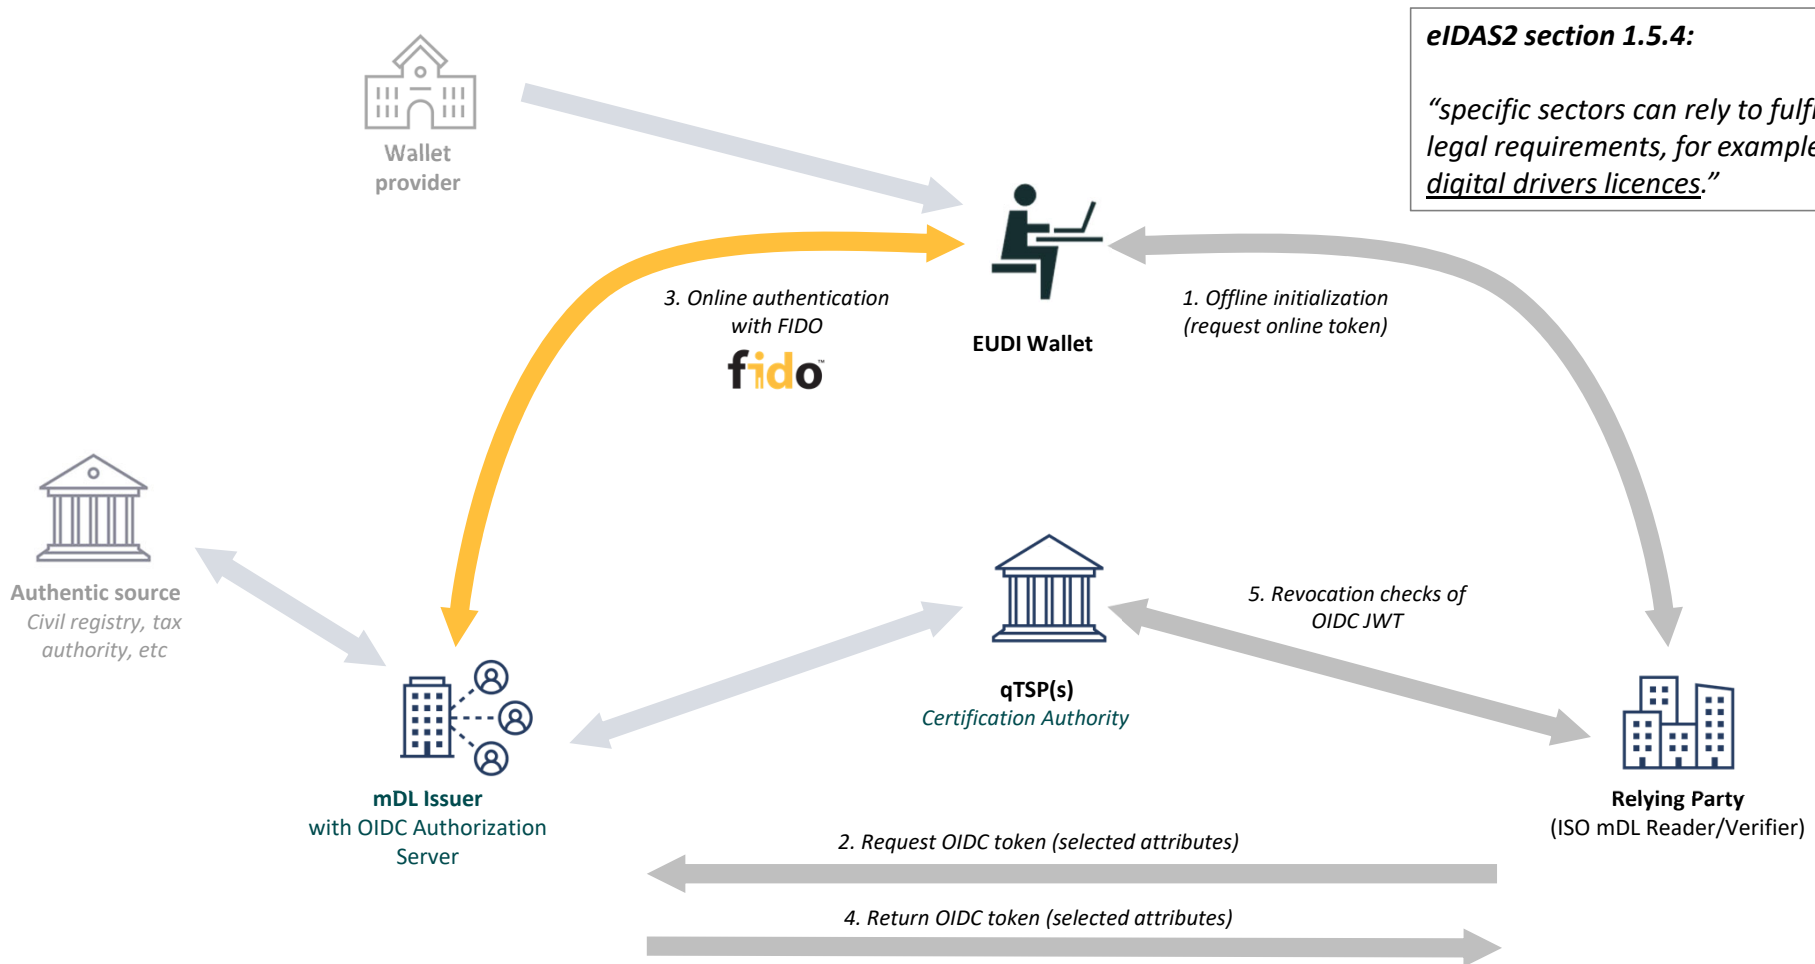 eIDAS2 section 1.5.4:
“specific sectors can rely to
legal requirements, for example
digital drivers licences.”
Wallet
provider
3. Online authentication
with FIDO
fido™
EUDI Wallet
1. Offline initialization
(request online token)
Authentic source
Civil registry, tax
authority, etc
5. Revocation checks of
OIDC JWT
qTSP(s)
Certification Authority
mDL Issuer
with OIDC Authorization
Server
Relying Party
(ISO mDL Reader/Verifier)
2. Request OIDC token (selected attributes)
4. Return OIDC token (selected attributes)